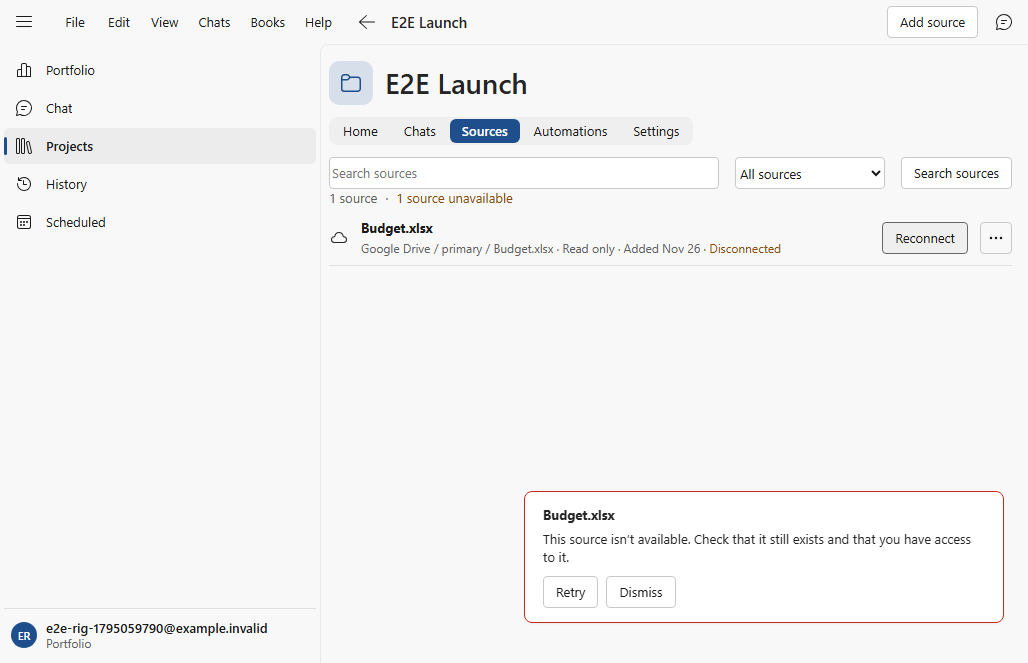 File Edit View Chats Books Help E2E Launch Add source
Portfolio
Chat
Projects
History
Scheduled
ER
e2e-rig-1795059790@example.invalid
Portfolio
E2E Launch
Home Chats Sources Automations Settings
Search sources All sources Search sources
1 source · 1 source unavailable
Budget.xlsx
Google Drive / primary / Budget.xlsx · Read only · Added Nov 26 · Disconnected
Reconnect ...
Budget.xlsx
This source isn't available. Check that it still exists and that you have access
to it.
Retry Dismiss